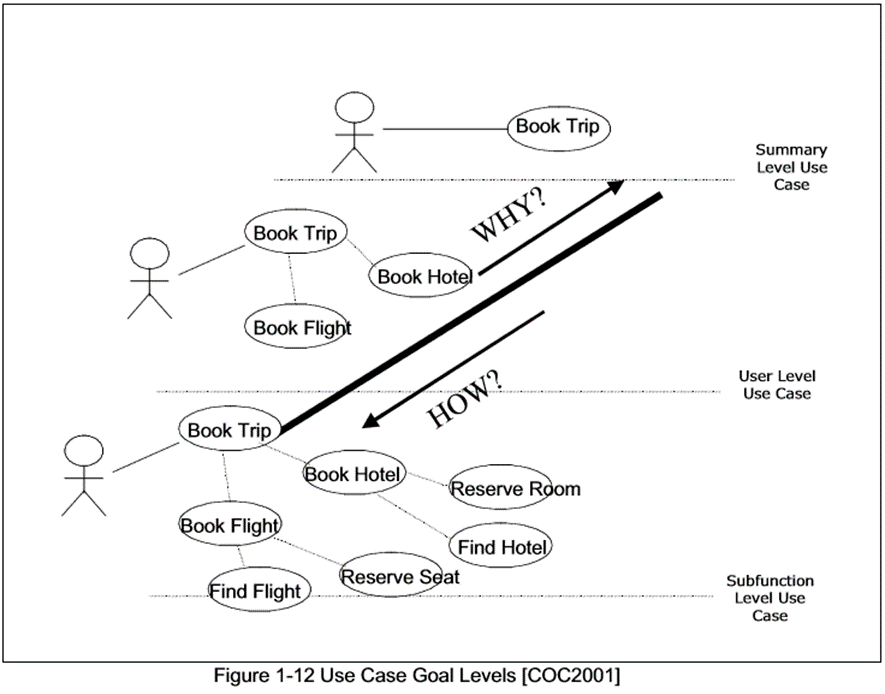 Book Trip
Summary
Level Use
Case
WHY?
Book Trip
Book Hotel
Book Flight
User Level
Use Case
HOW?
Book Trip
Book Hotel
Reserve Room
Book Flight
Find Hotel
Reserve Seat
Find Flight
Subfunction
Level Use
Case
Figure 1-12 Use Case Goal Levels [COC2001]